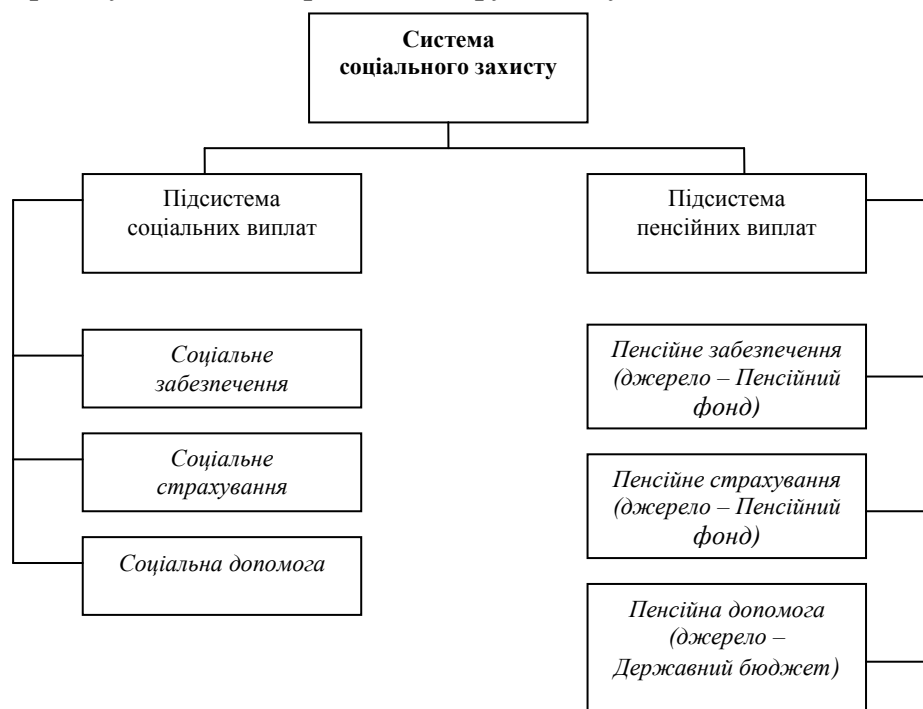 Система
соціального захисту
Підсистема
соціальних виплат
Підсистема
пенсійних виплат
Соціальне
забезпечення
Соціальне
страхування
Соціальна допомога
Пенсійне забезпечення
(джерело – Пенсійний
фонд)
Пенсійне страхування
(джерело – Пенсійний
фонд)
Пенсійна допомога
(джерело –
Державний бюджет)